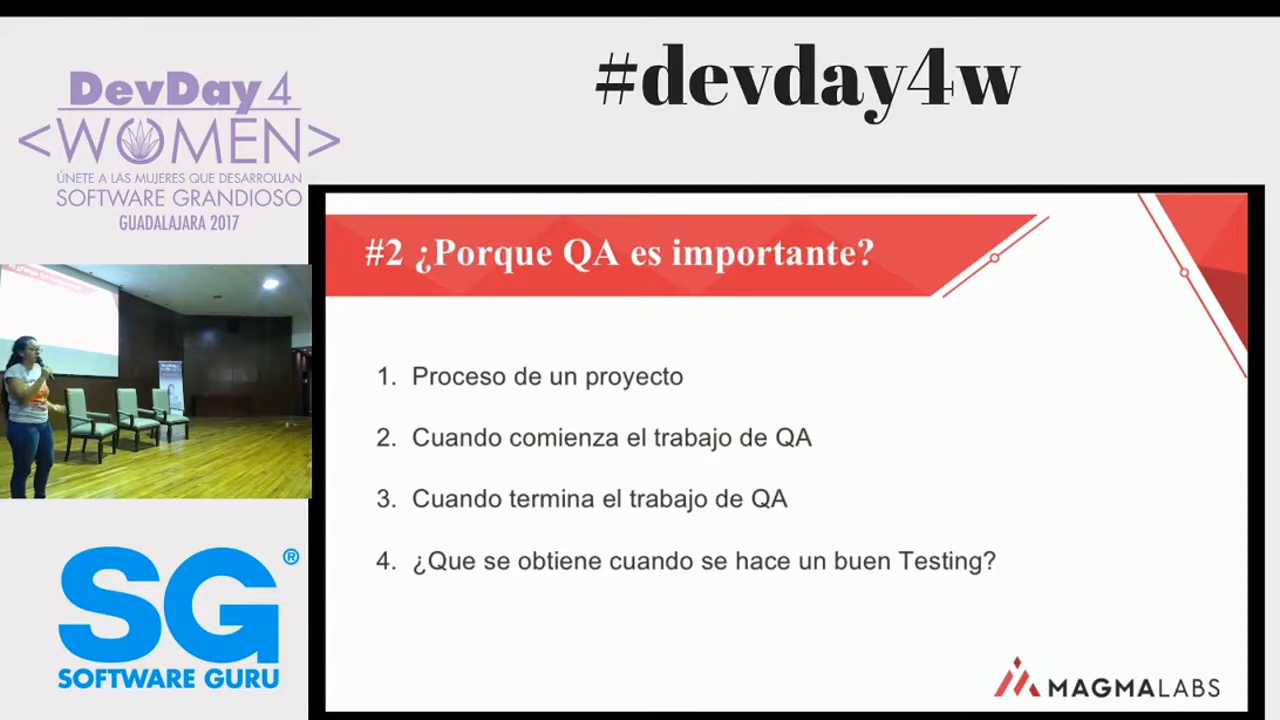 #devday4w
DevDay 4
<WOMEN>
ÚNETE A LAS MUJERES QUE DESARROLLAN
SOFTWARE GRANDIOSO
GUADALAJARA 2017
#2 ¿Porque QA es importante?
1. Proceso de un proyecto
2. Cuando comienza el trabajo de QA
3. Cuando termina el trabajo de QA
4. ¿Que se obtiene cuando se hace un buen Testing?
SG®
SOFTWARE GURU
MAGMALABS